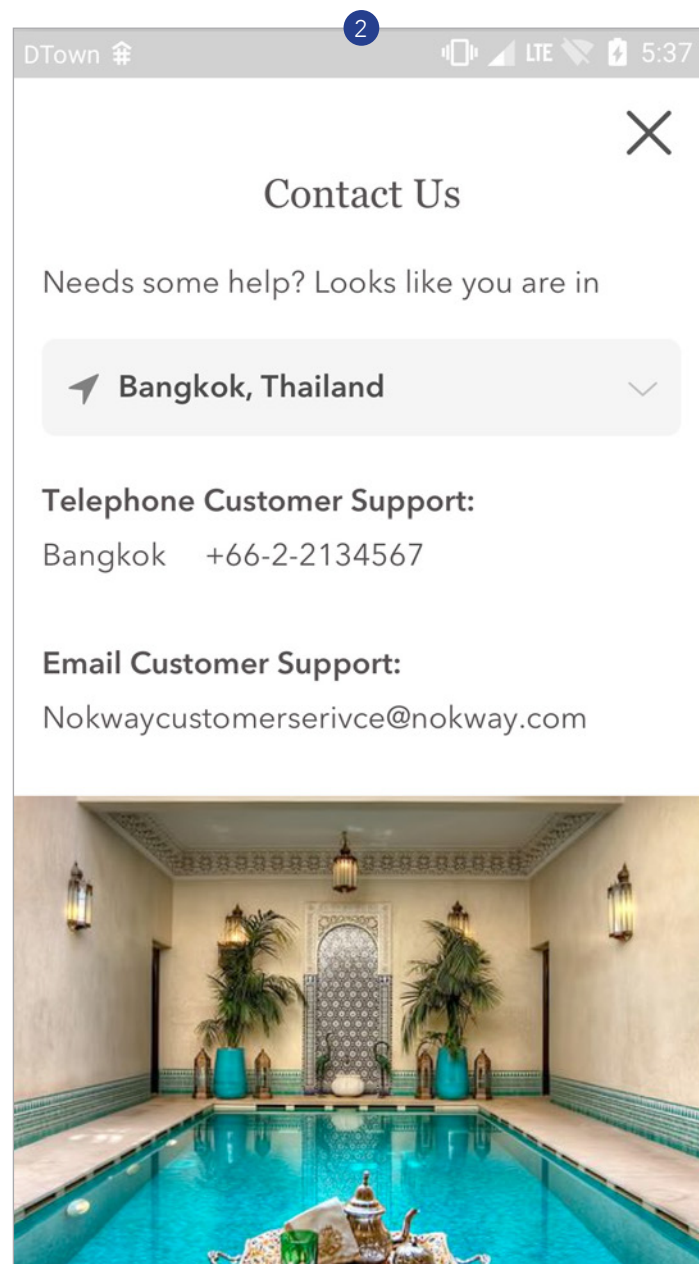 2
DTown
LTE 5:37
Contact Us
Needs some help? Looks like you are in
Bangkok, Thailand
Telephone Customer Support:
Bangkok +66-2-2134567
Email Customer Support:
Nokwaycustomerserivce@nokway.com